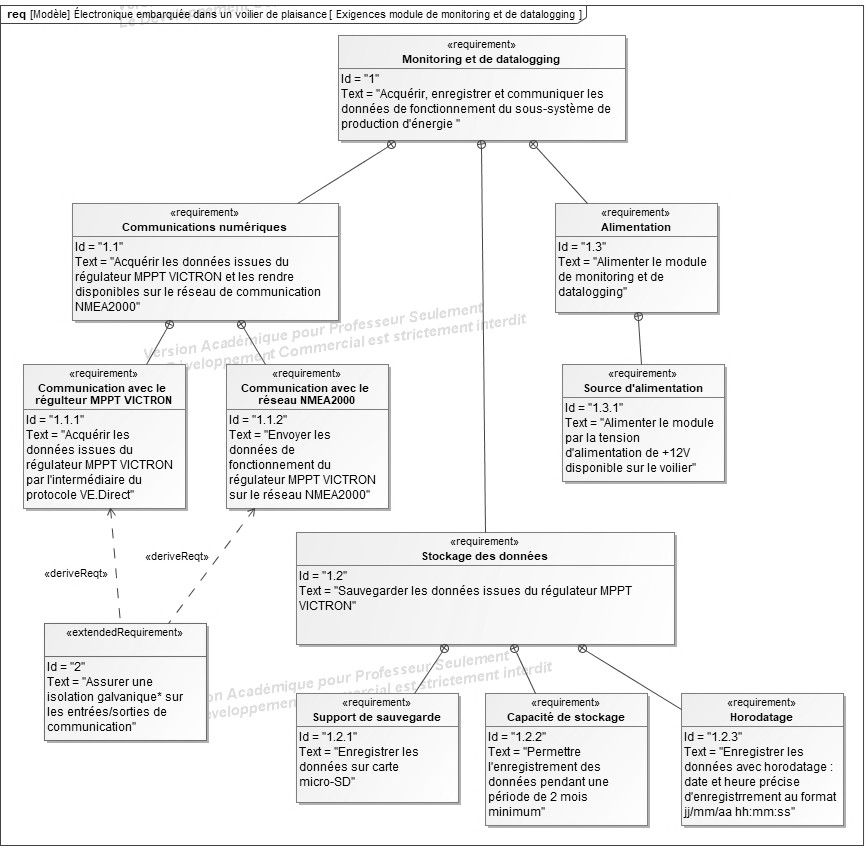 req [Modèle] Électronique embarquée dans un voilier de plaisance [ Exigences module de monitoring et de datalogging ]
«requirement»
Monitoring et de datalogging
Id = "1"
Text = "Acquérir, enregistrer et communiquer les
données de fonctionnement du sous-système de
production d'énergie "
«requirement»
Communications numériques
Id = "1.1"
Text = "Acquérir les données issues du
régulateur MPPT VICTRON et les rendre
disponibles sur le réseau de communication
NMEA2000"
«requirement»
Alimentation
Id = "1.3"
Text = "Alimenter le module
de monitoring et de
datalogging"
Version Académique pour Professeur Seulement
Développement Commercial est strictement interdit
«requirement»
Communication avec le
régulteur MPPT VICTRON
Id = "1.1.1"
Text = "Acquérir les
données issues du
régulateur MPPT VICTRON
par l'intermédiaire du
protocole VE.Direct"
«requirement»
Communication avec le
réseau NMEA2000
Id = "1.1.2"
Text = "Envoyer les
données de
fonctionnement du
régulateur MPPT VICTRON
sur le réseau NMEA2000"
«requirement»
Source d'alimentation
Id = "1.3.1"
Text = "Alimenter le module
par la tension
d'alimentation de +12V
disponible sur le voilier"
«deriveReqt»
«deriveReqt»
«requirement»
Stockage des données
Id = "1.2"
Text = "Sauvegarder les données issues du régulateur MPPT
VICTRON"
«extendedRequirement»
Id = "2"
Text = "Assurer une
isolation galvanique* sur
les entrées/sorties de
communication"
on Académique pour Professeur Seulement
veloppement Commercial est strictement interdit
«requirement»
Support de sauvegarde
Id = "1.2.1"
Text = "Enregistrer les
données sur carte
micro-SD"
«requirement»
Capacité de stockage
Id = "1.2.2"
Text = "Permettre
l'enregistrement des
données pendant une
période de 2 mois
minimum"
«requirement»
Horodatage
Id = "1.2.3"
Text = "Enregistrer les
données avec horodatage :
date et heure précise
d'enregistrrement au format
jj/mm/aa hh:mm:ss"